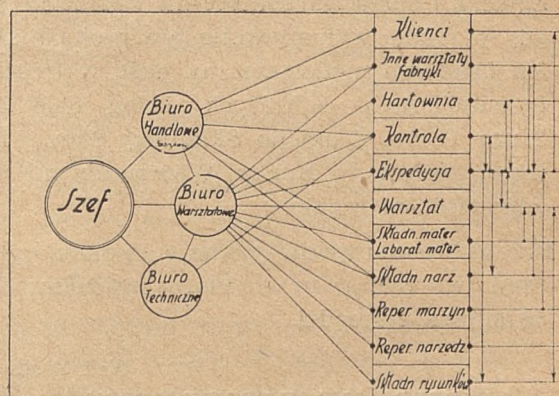 Szef
Biuro
Handlowe
Biuro
Warsztatowe
Biuro
Techniczne
Klienci
Inne warsztaty
fabryki
Hartownia
Kontrola
Ekspedycja
Warsztat
Składn mater
Laborat. mater
Składn narz
Reper maszyn
Reper narzędz
Składn rysunków